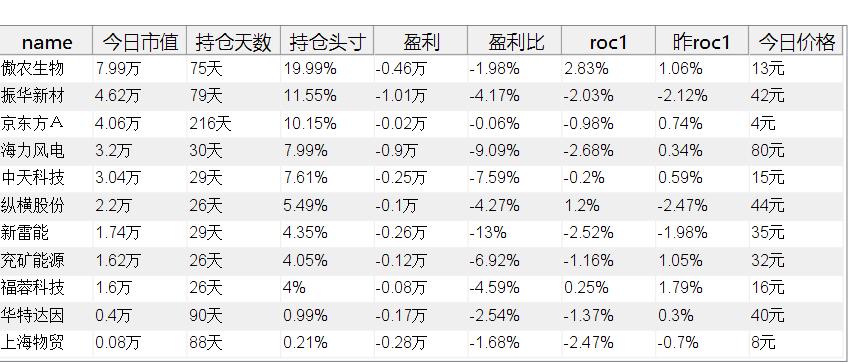 name 今日市值 持仓天数 持仓头寸 盈利 盈利比 roc1 昨roc1 今日价格
傲农生物 7.99万 75天 19.99% -0.46万 -1.98% 2.83% 1.06% 13元
振华新材 4.62万 79天 11.55% -1.01万 -4.17% -2.03% -2.12% 42元
京东方Ａ 4.06万 216天 10.15% -0.02万 -0.06% -0.98% 0.74% 4元
海力风电 3.2万 30天 7.99% -0.9万 -9.09% -2.68% 0.34% 80元
中天科技 3.04万 29天 7.61% -0.25万 -7.59% -0.2% 0.59% 15元
纵横股份 2.2万 26天 5.49% -0.1万 -4.27% 1.2% -2.47% 44元
新雷能 1.74万 29天 4.35% -0.26万 -13% -2.52% -1.98% 35元
兖矿能源 1.62万 26天 4.05% -0.12万 -6.92% -1.16% 1.05% 32元
福蓉科技 1.6万 26天 4% -0.08万 -4.59% 0.25% 1.79% 16元
华特达因 0.4万 90天 0.99% -0.17万 -2.54% -1.37% 0.3% 40元
上海物贸 0.08万 88天 0.21% -0.28万 -1.68% -2.47% -0.7% 8元